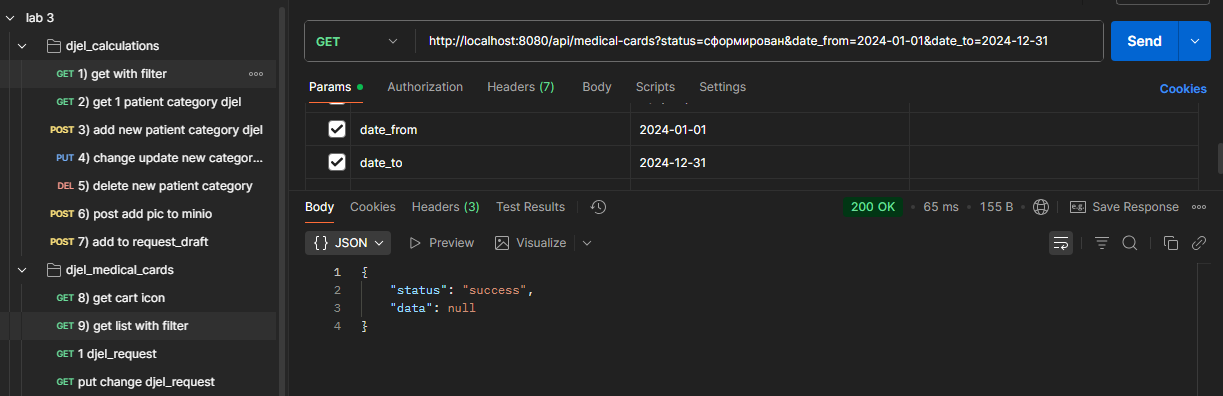 lab 3
djel_calculations
GET 1) get with filter
GET 2) get 1 patient category djel
POST 3) add new patient category djel
PUT 4) change update new categor...
DEL 5) delete new patient category
POST 6) post add pic to minio
POST 7) add to request_draft
djel_medical_cards
GET 8) get cart icon
GET 9) get list with filter
GET 1 djel_request
GET put change djel_request
GET http://localhost:8080/api/medical-cards?status=сформирован&date_from=2024-01-01&date_to=2024-12-31 Send
Params Authorization Headers (7) Body Scripts Settings Cookies
date_from 2024-01-01
date_to 2024-12-31
Body Cookies Headers (3) Test Results 200 OK • 65 ms • 155 B • e.g. Save Response
{} JSON Preview Visualize
1 {
2 "status": "success",
3 "data": null
4 }